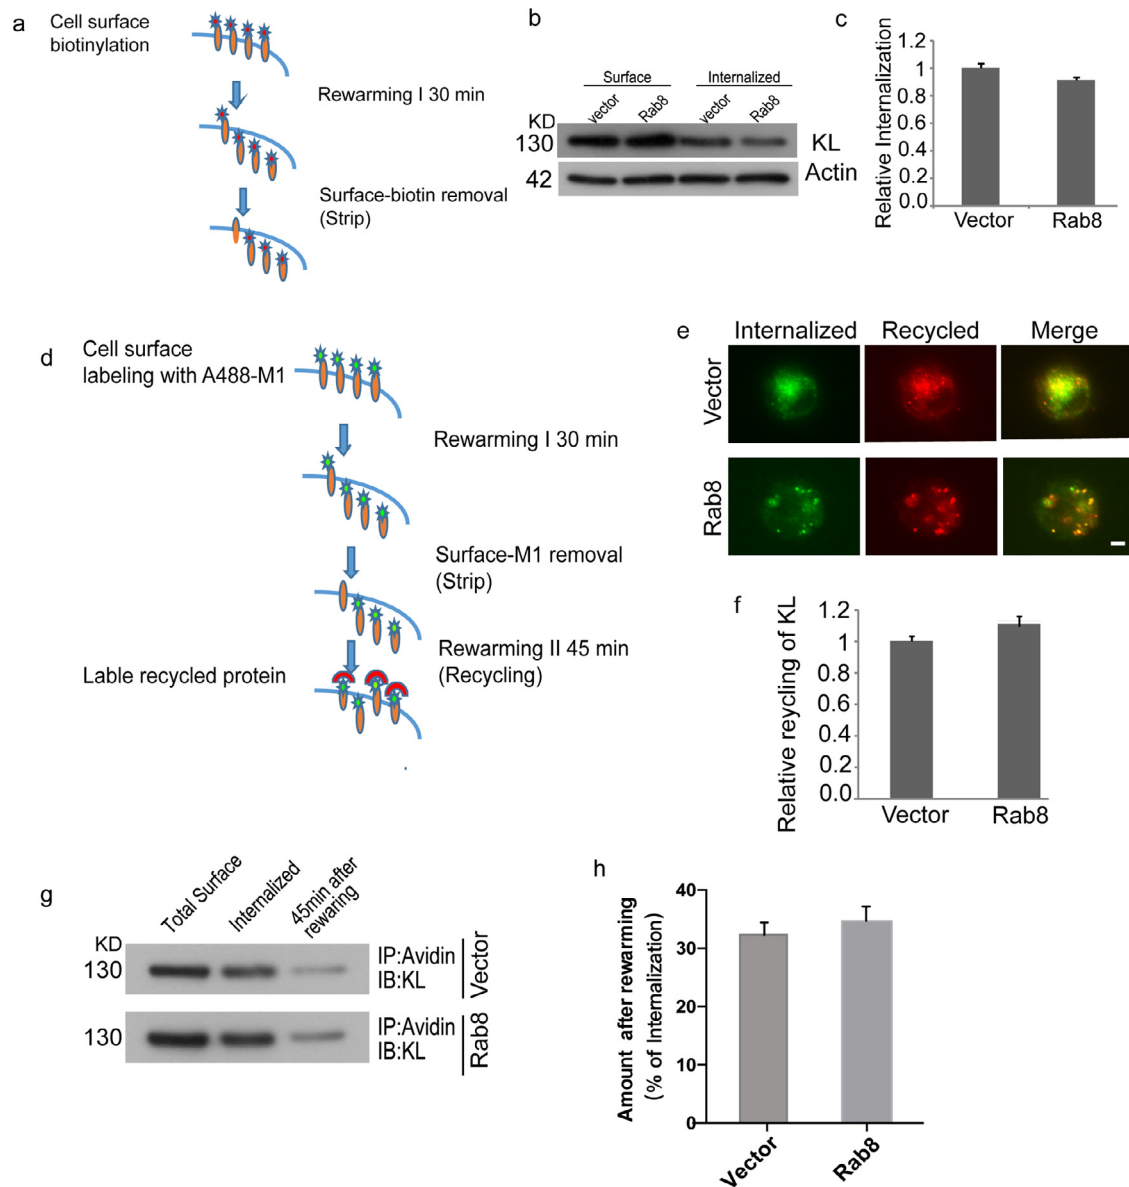 a
Cell surface
biotinylation
Rewarming I 30 min
Surface-biotin removal
(Strip)
b
Surface Internalized
vector Rab8 vector Rab8
KD
130 KL
42 Actin
c
Relative Internalization
1.2
1
0.8
0.6
0.4
0.2
0.0
Vector Rab8
d
Cell surface
labeling with A488-M1
Rewarming I 30 min
Surface-M1 removal
(Strip)
Rewarming II 45 min
(Recycling)
Lable recycled protein
e
Internalized Recycled Merge
Vector
Rab8
f
Relative reycling of KL
1.2
1
0.8
0.6
0.4
0.2
0.0
Vector Rab8
g
Total Surface Internalized 45min after
rewaring
KD
130 IP:Avidin
IB:KL
Vector
130 IP:Avidin
IB:KL
Rab8
h
Amount after rewarming
(% of Internalization)
40
33
36
10
0
Vector Rab8